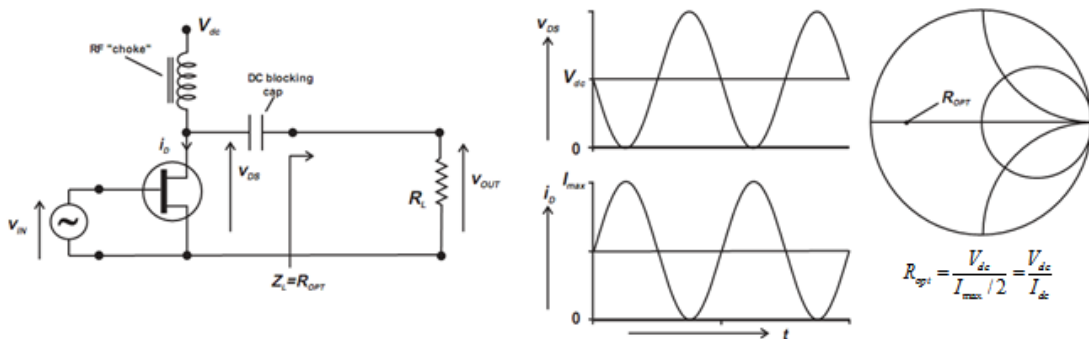 V_dc
RF "choke"
DC blocking
cap
i_D
v_DS
v_IN
R_L
v_OUT
Z_L=R_OPT
v_DS
V_dc
0
I_max
i_D
0
t
R_OPT
R_opt = V_dc / (I_max / 2) = V_dc / I_dc